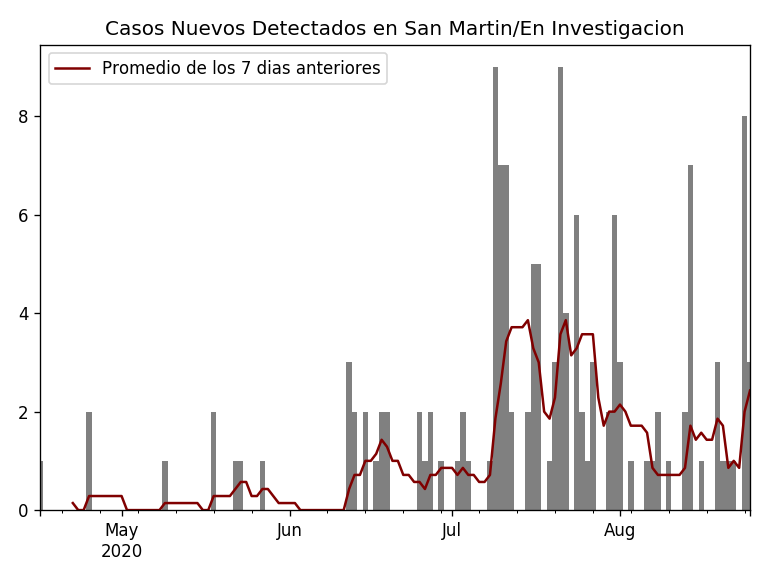 Casos Nuevos Detectados en San Martin/En Investigacion
Promedio de los 7 dias anteriores
8
6
4
2
0
May
2020
Jun
Jul
Aug